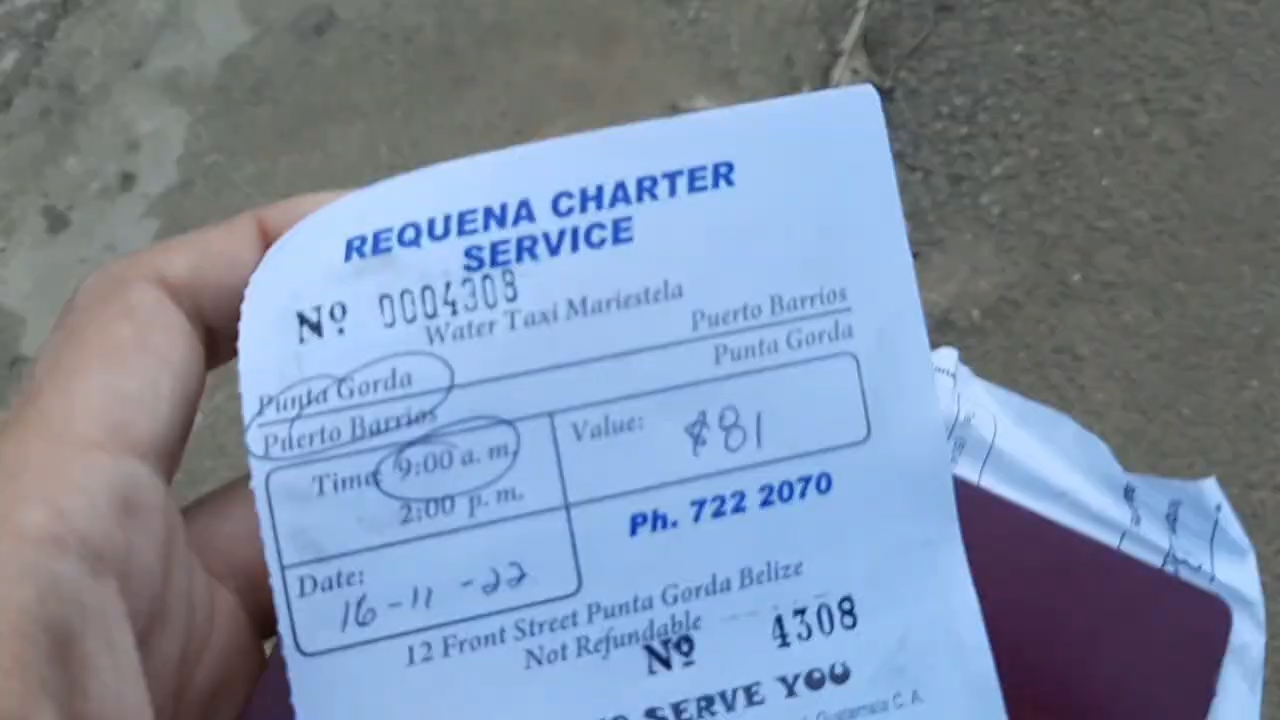 REQUENA CHARTER
SERVICE
Nº 0004308
Water Taxi Mariestela
Puerto Barrios
Punta Gorda
Punta Gorda
Puerto Barrios
Time: 9:00 a.m.
2:00 p.m.
Value: $81
Ph. 722 2070
Date:
16-11-22
12 Front Street Punta Gorda Belize
Not Refundable
Nº 4308
SERVE YOU
Guatemala C. A.